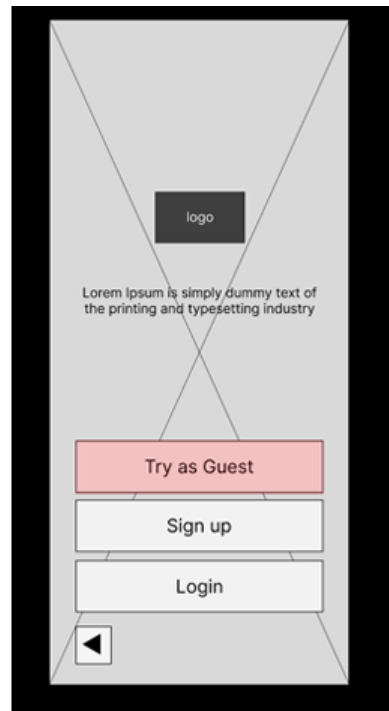 logo
Lorem Ipsum is simply dummy text of
the printing and typesetting industry
Try as Guest
Sign up
Login